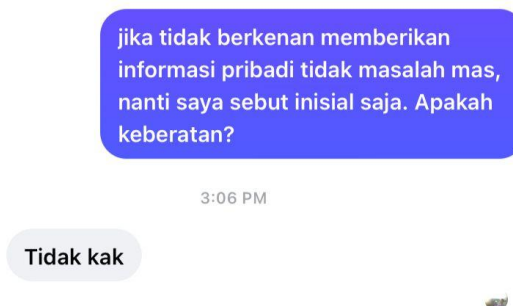 jika tidak berkenan memberikan
informasi pribadi tidak masalah mas,
nanti saya sebut inisial saja. Apakah
keberatan?
3:06 PM
Tidak kak